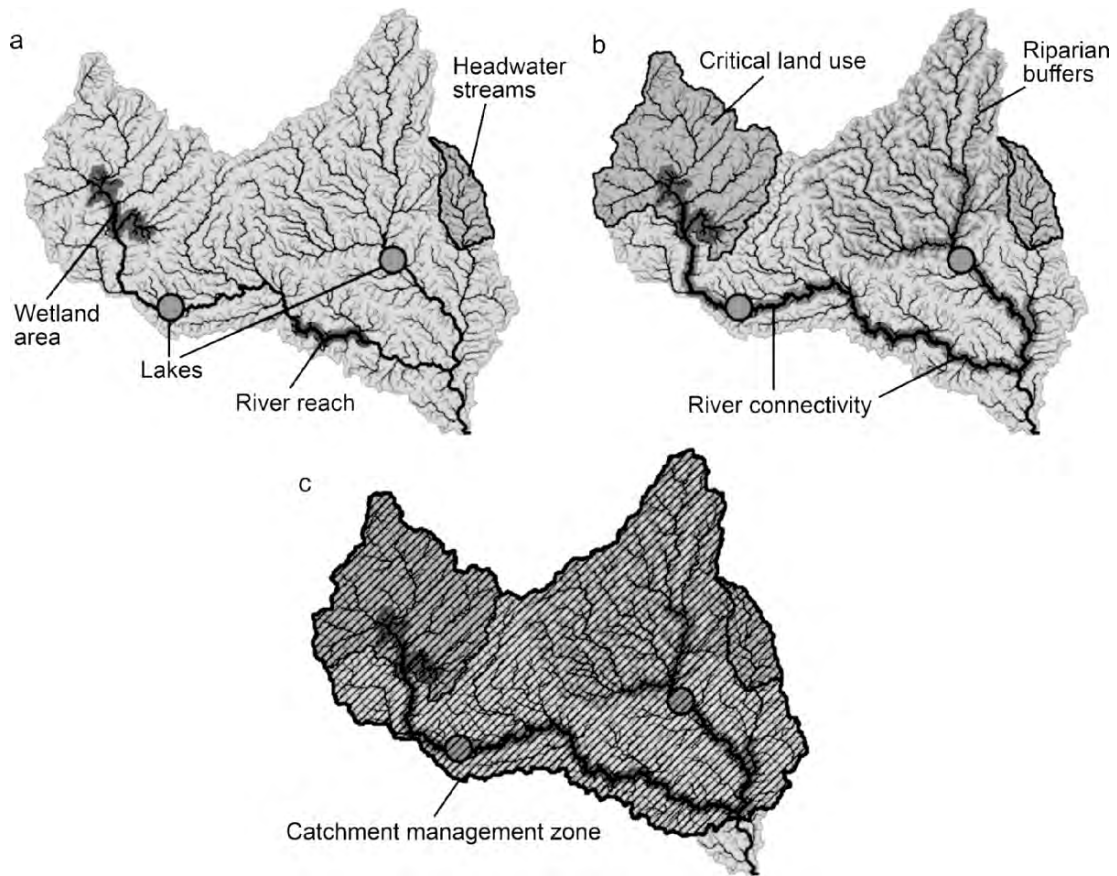 a
Headwater
streams
Wetland
area
Lakes
River reach
b
Critical land use
Riparian
buffers
River connectivity
c
Catchment management zone